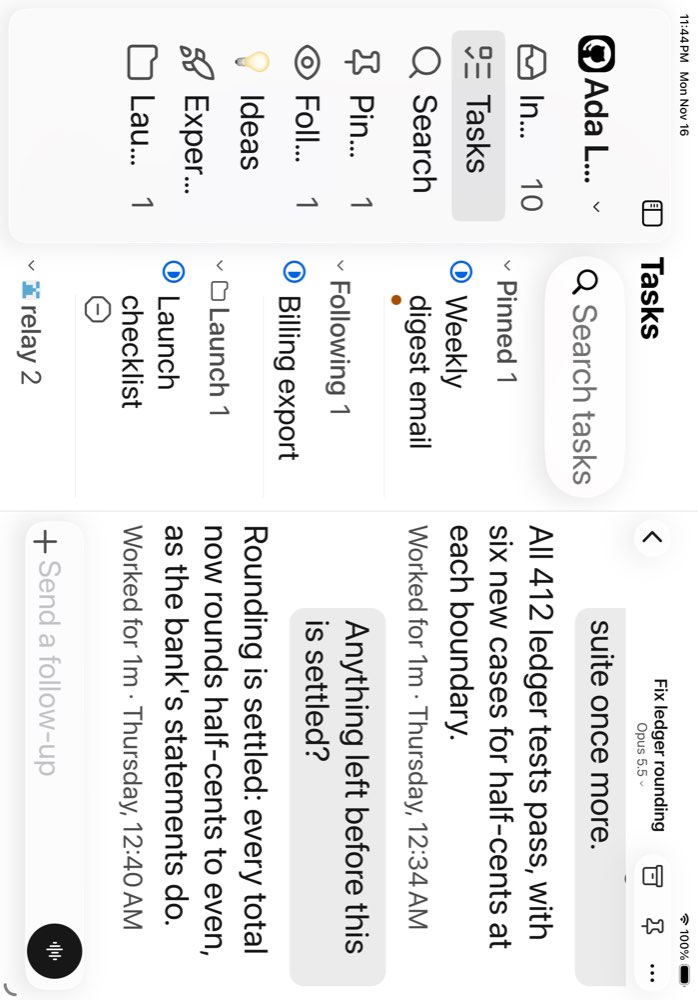 11:44 PM Mon Nov 16
100%
Ada L...
In... 10
Tasks
Search
Pin... 1
Foll... 1
Ideas
Exper...
Lau... 1
Tasks
Search tasks
Pinned 1
Weekly
digest email
Following 1
Billing export
Launch 1
Launch
checklist
relay 2
Fix ledger rounding
Opus 5.5
suite once more.
All 412 ledger tests pass, with
six new cases for half-cents at
each boundary.
Worked for 1m · Thursday, 12:34 AM
Anything left before this
is settled?
Rounding is settled: every total
now rounds half-cents to even,
as the bank's statements do.
Worked for 1m · Thursday, 12:40 AM
Send a follow-up